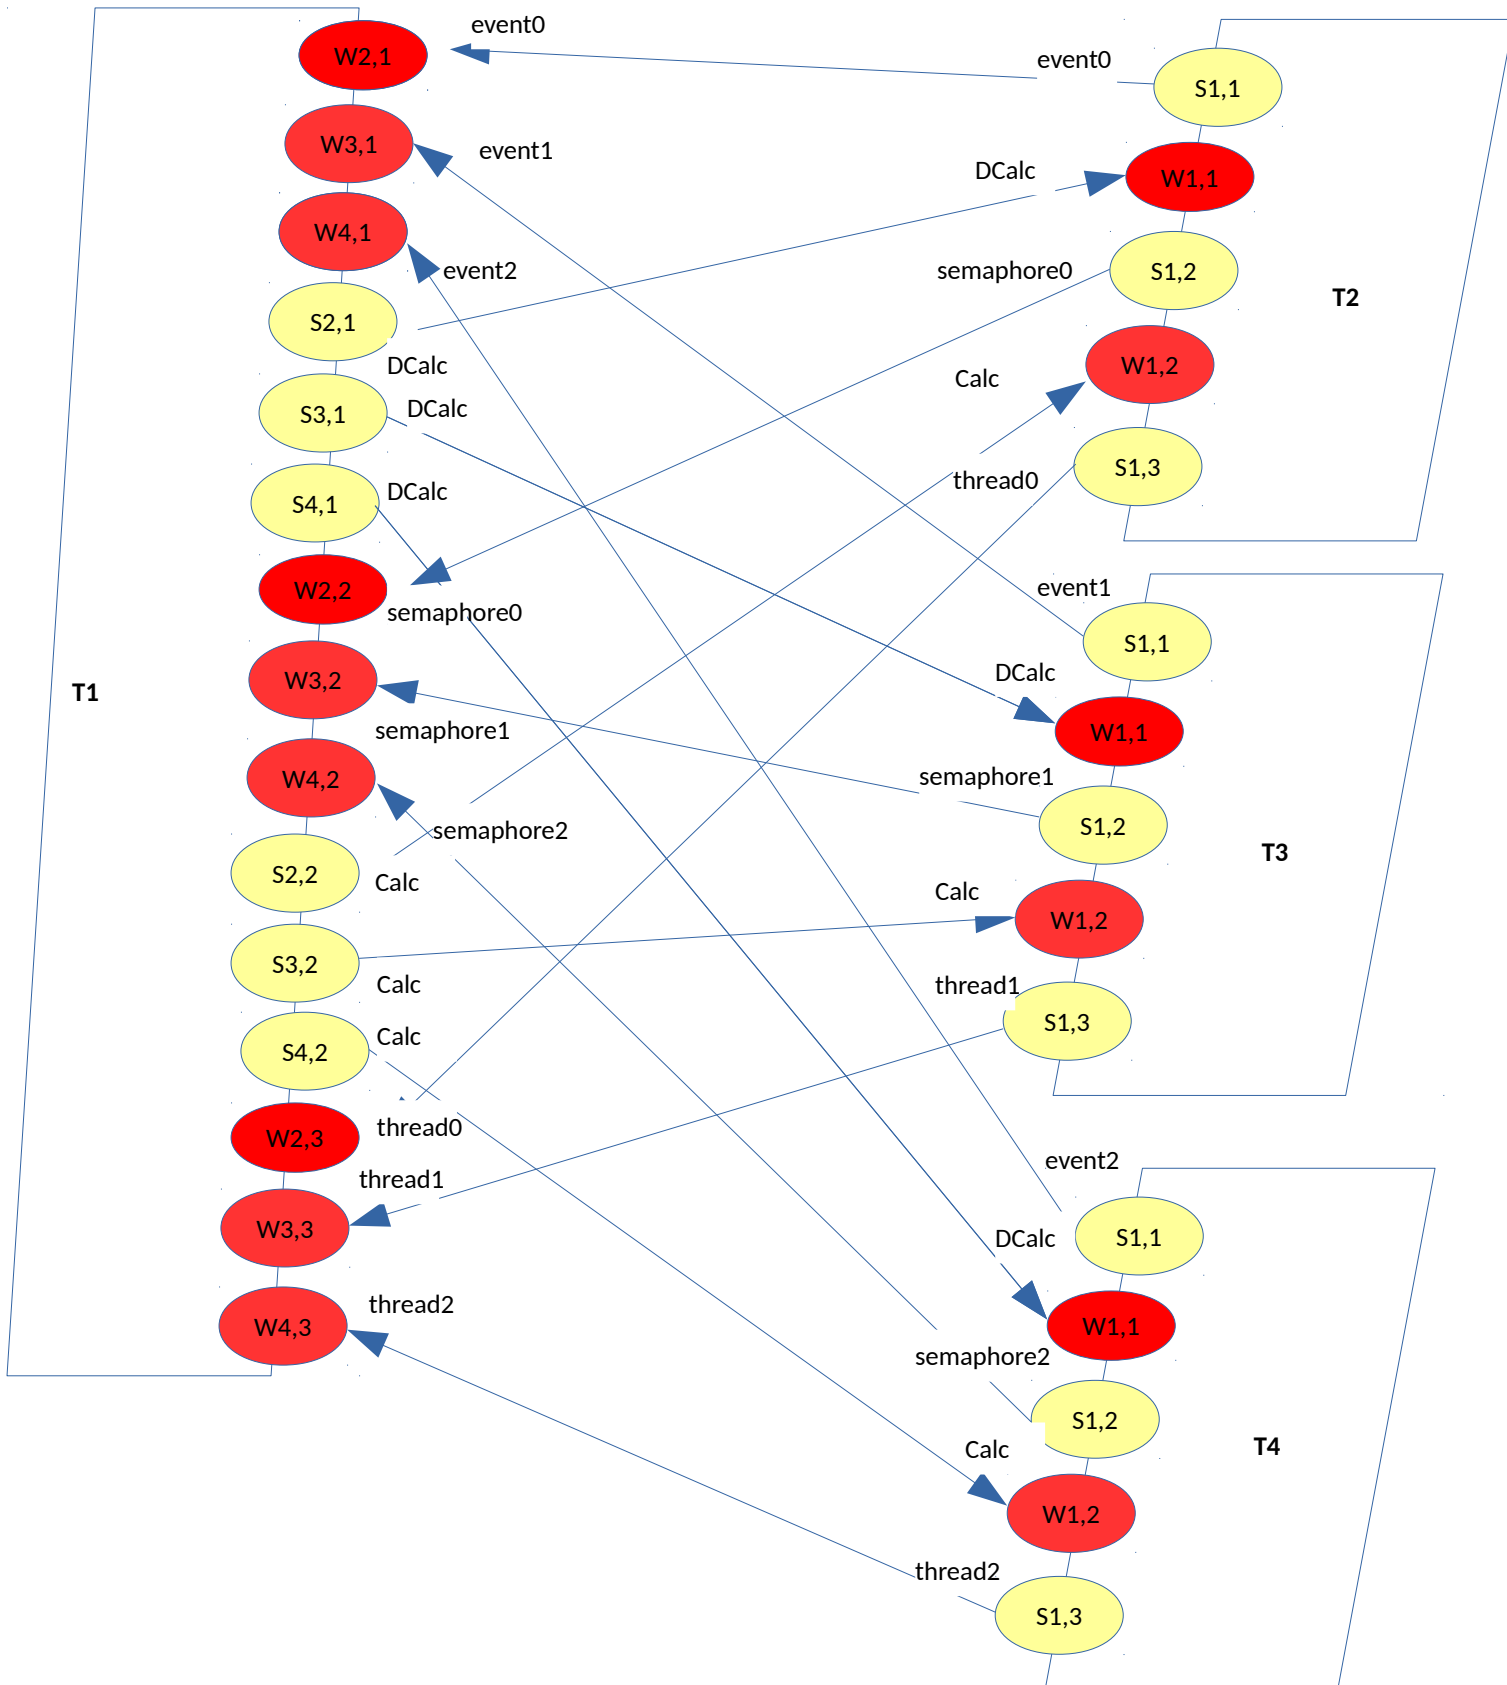 event0
W2,1
event0
S1,1
W3,1
event1
DCalc
W1,1
W4,1
event2
semaphore0
S1,2
T2
S2,1
DCalc
Calc
W1,2
S3,1
DCalc
thread0
S1,3
S4,1
DCalc
W2,2
semaphore0
event1
S1,1
T1
W3,2
DCalc
W1,1
semaphore1
W4,2
semaphore1
S1,2
T3
semaphore2
S2,2
Calc
Calc
W1,2
S3,2
Calc
thread1
S1,3
S4,2
Calc
W2,3
thread0
event2
thread1
W3,3
DCalc
S1,1
W4,3
thread2
W1,1
semaphore2
S1,2
T4
Calc
W1,2
thread2
S1,3